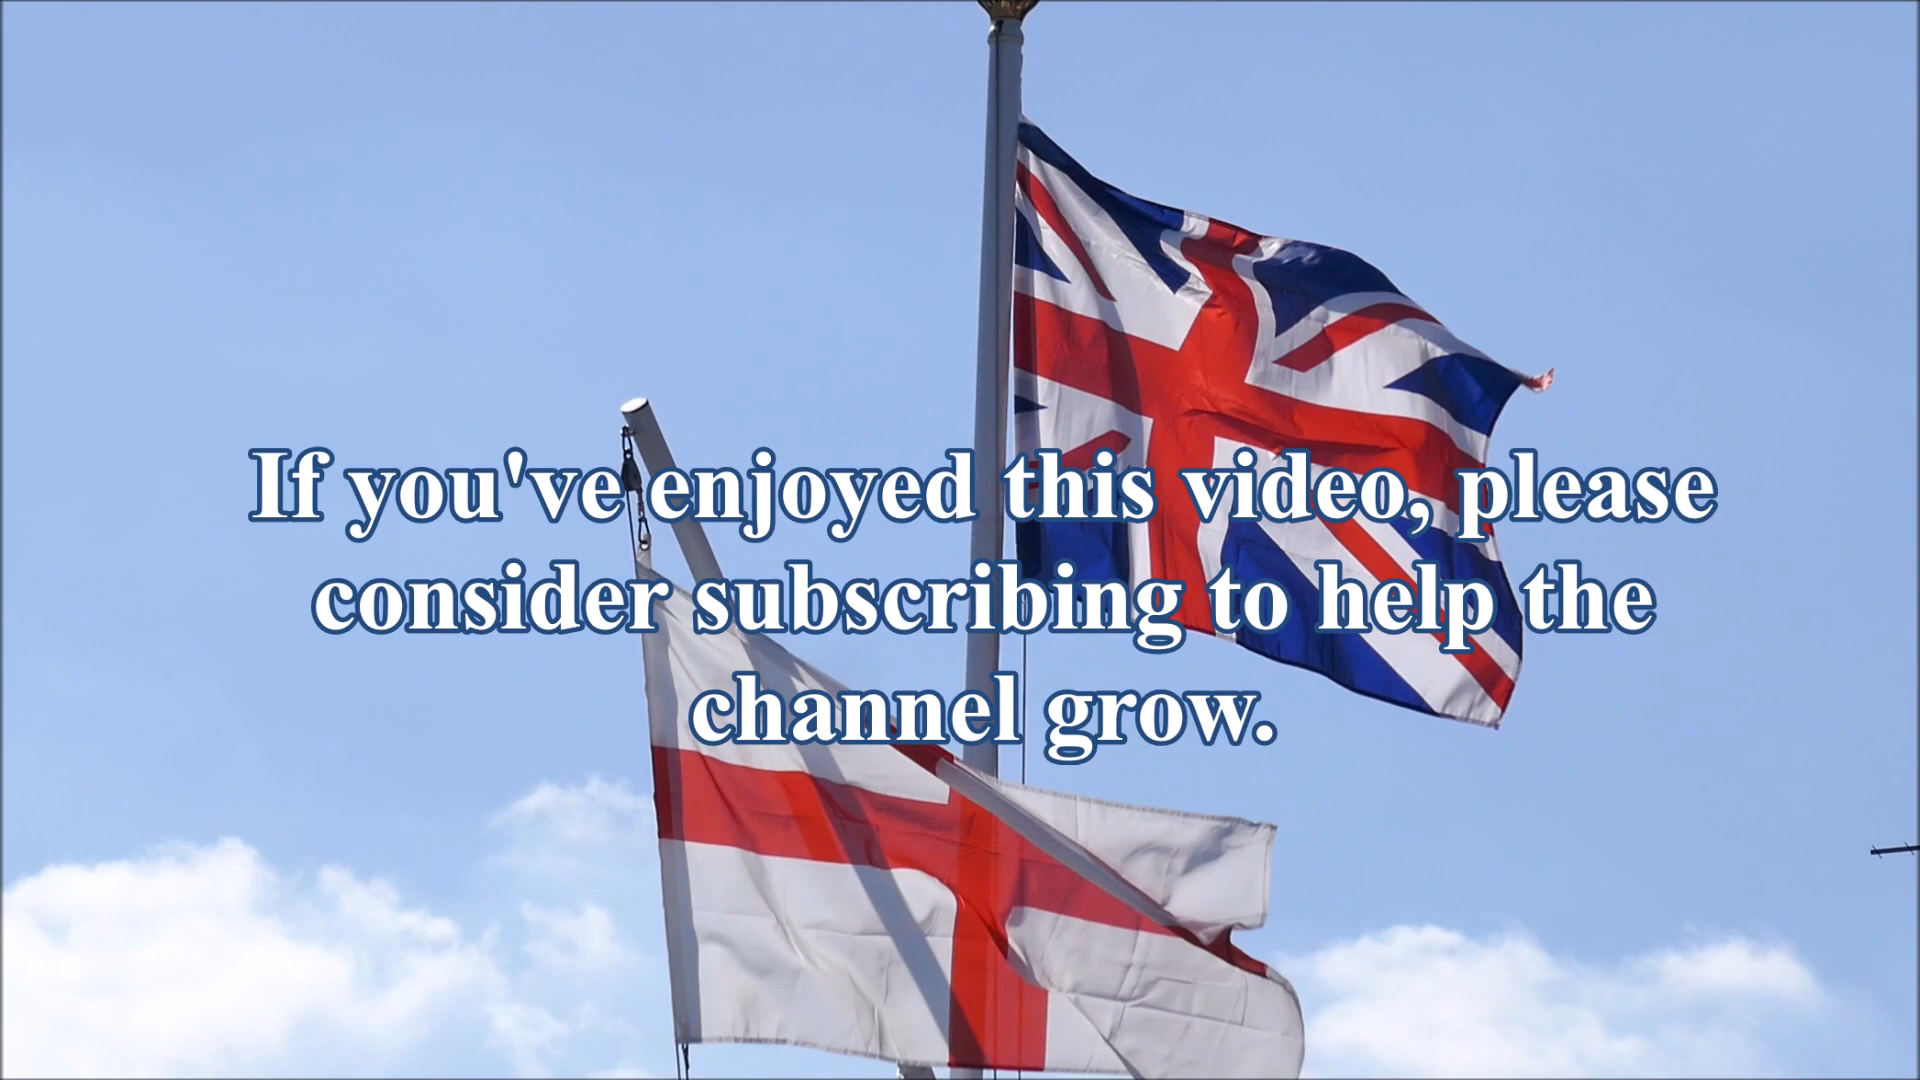 If you've enjoyed this video, please
consider subscribing to help the
channel grow.